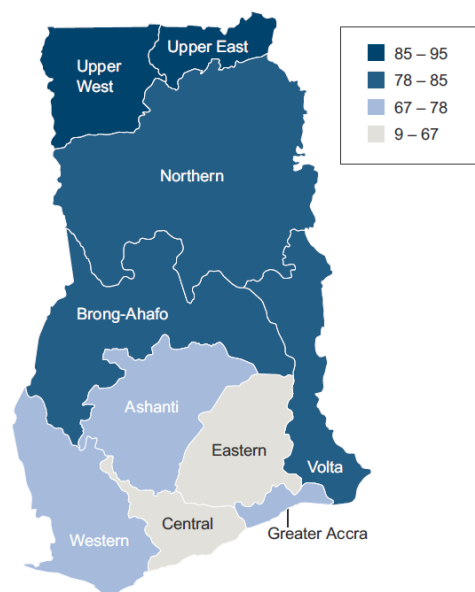 Upper East
Upper
West
85 – 95
78 – 85
67 – 78
9 – 67
Northern
Brong-Ahafo
Ashanti
Eastern
Volta
Central
Western
Greater Accra